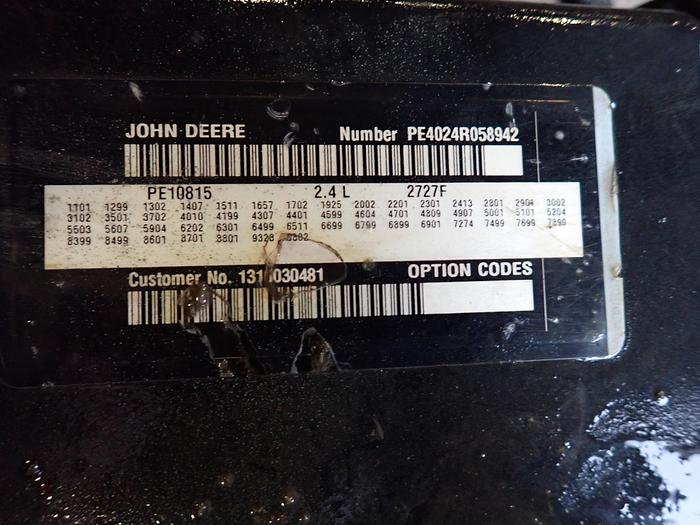 JOHN DEERE Number PE4024R058942
PE10815 2.4 L 2727F
1101 1299 1302 1407 1511 1657 1702 1925 2002 2201 2301 2413 2801 2901 3002
3102 3501 3702 4010 4199 4307 4401 4599 4604 4701 4809 4907 5001 5101 5204
5503 5607 5904 6202 6301 6499 6511 6699 6799 6899 6901 7274 7499 7699 7899
8399 8499 8601 8701 8801 9328
Customer No. OPTION CODES